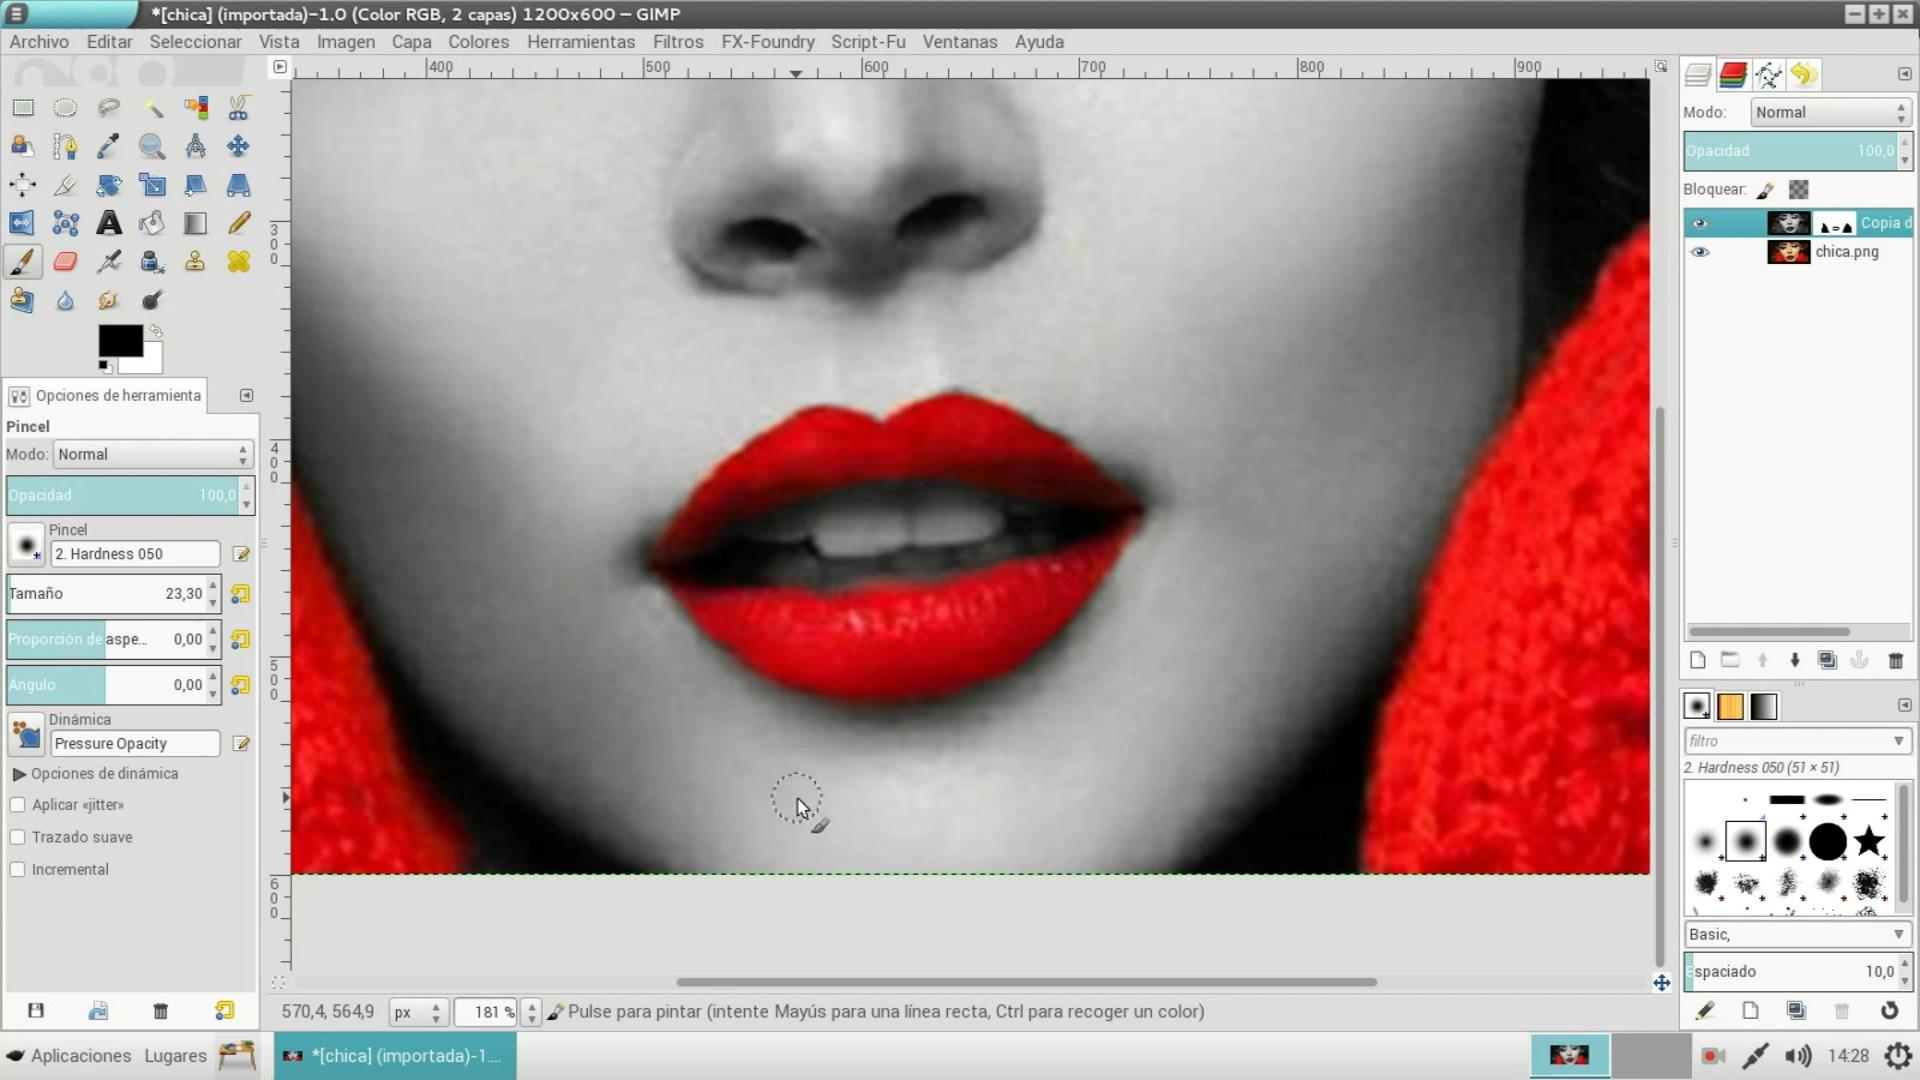 *[chica] (importada)-1.0 (Color RGB, 2 capas) 1200x600 – GIMP
Archivo Editar Seleccionar Vista Imagen Capa Colores Herramientas Filtros FX-Foundry Script-Fu Ventanas Ayuda
400 500 600 700 800 900
300
400
500
600
Opciones de herramienta
Pincel
Modo: Normal
Opacidad 100,0
Pincel
2. Hardness 050
Tamaño 23,30
Proporción de aspe... 0,00
Ángulo 0,00
Dinámica
Pressure Opacity
Opciones de dinámica
Aplicar «jitter»
Trazado suave
Incremental
Modo: Normal
Opacidad 100,0
Bloquear:
Copia d
chica.png
filtro
2. Hardness 050 (51 × 51)
Basic,
Espaciado 10,0
570,4, 564,9 px 181 % Pulse para pintar (intente Mayús para una línea recta, Ctrl para recoger un color)
Aplicaciones Lugares *[chica] (importada)-1.... 14:28